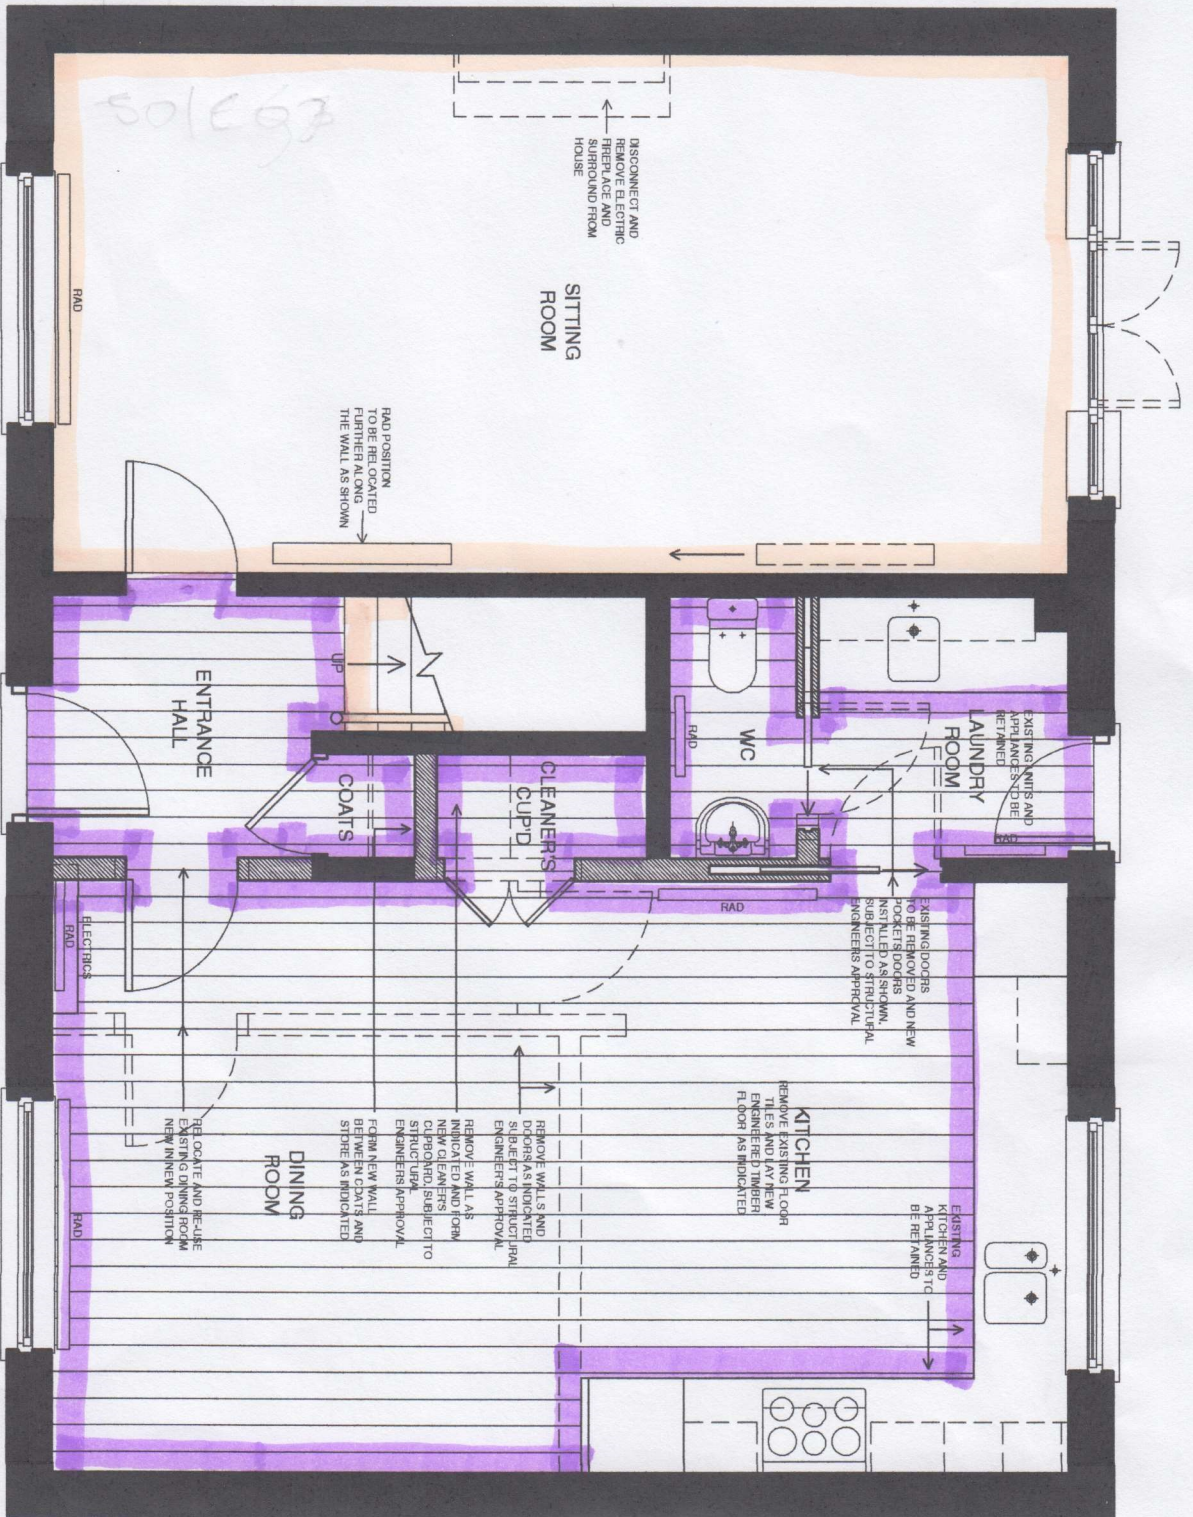 DISCONNECT AND
REMOVE ELECTRIC
FIREPLACE AND
SURROUND FROM
HOUSE
SITTING
ROOM
RAD
RAD POSITION
TO BE RELOCATED
FURTHER ALONG
THE WALL AS SHOWN
ENTRANCE
HALL
UP
COATS
CLEANER'S
CUP'D
RAD
WC
LAUNDRY
ROOM
EXISTING UNITS AND
APPLIANCES TO BE
RETAINED
RAD
RAD
EXISTING DOORS
TO BE REMOVED AND NEW
POCKETS DOORS
INSTALLED AS SHOWN.
SUBJECT TO STRUCTURAL
ENGINEERS APPROVAL
ELECTRICS
RAD
KITCHEN
REMOVE EXISTING FLOOR
TILES AND LAY NEW
ENGINEERED TIMBER
FLOOR AS INDICATED
EXISTING
KITCHEN AND
APPLIANCES TO
BE RETAINED
REMOVE WALLS AND
DOORS AS INDICATED
SUBJECT TO STRUCTURAL
ENGINEER'S APPROVAL
REMOVE WALL AS
INDICATED AND FORM
NEW CLEANER'S
CUPBOARD. SUBJECT TO
STRUCTURAL
ENGINEERS APPROVAL
FORM NEW WALL
BETWEEN COATS AND
STORE AS INDICATED
DINING
ROOM
RELOCATE AND RE-USE
EXISTING DINING ROOM
NEW IN NEW POSITION
RAD